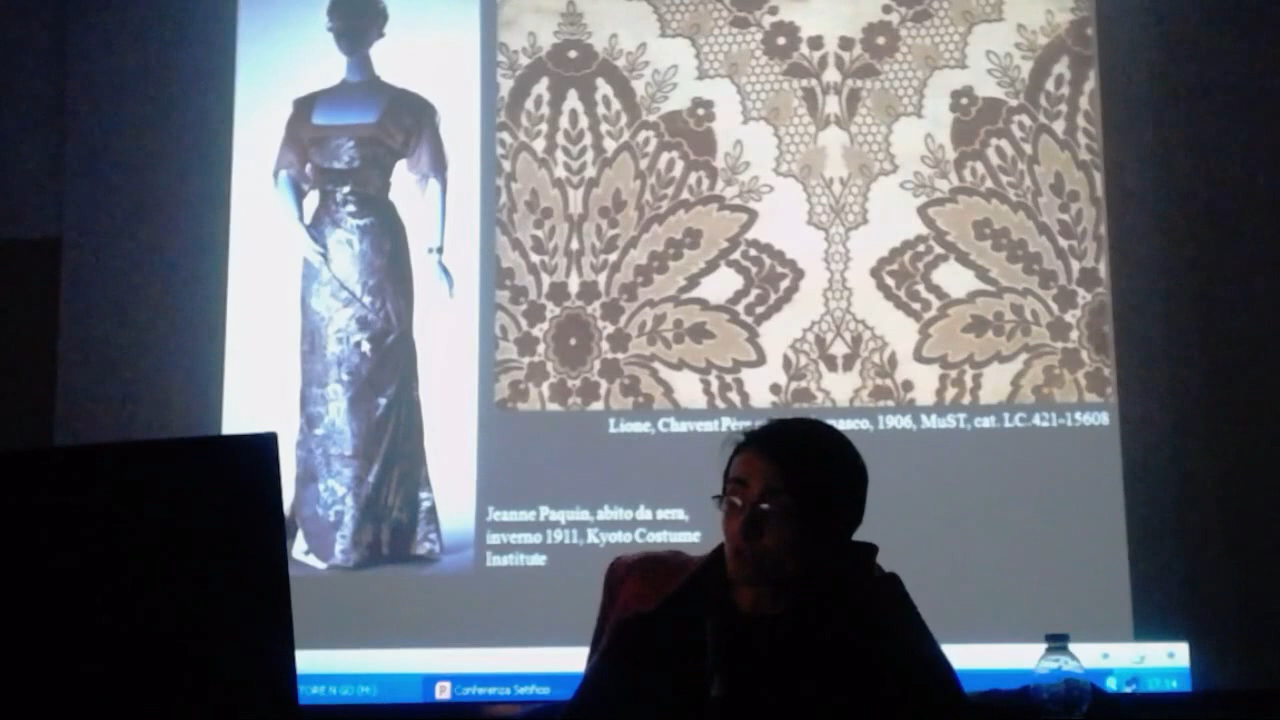 Lione, Chavent Père 1906, MuST, cat. LC.421-15608
Jeanne Paquin, abito da sera,
inverno 1911, Kyoto Costume
Institute
Conferenza Setificio